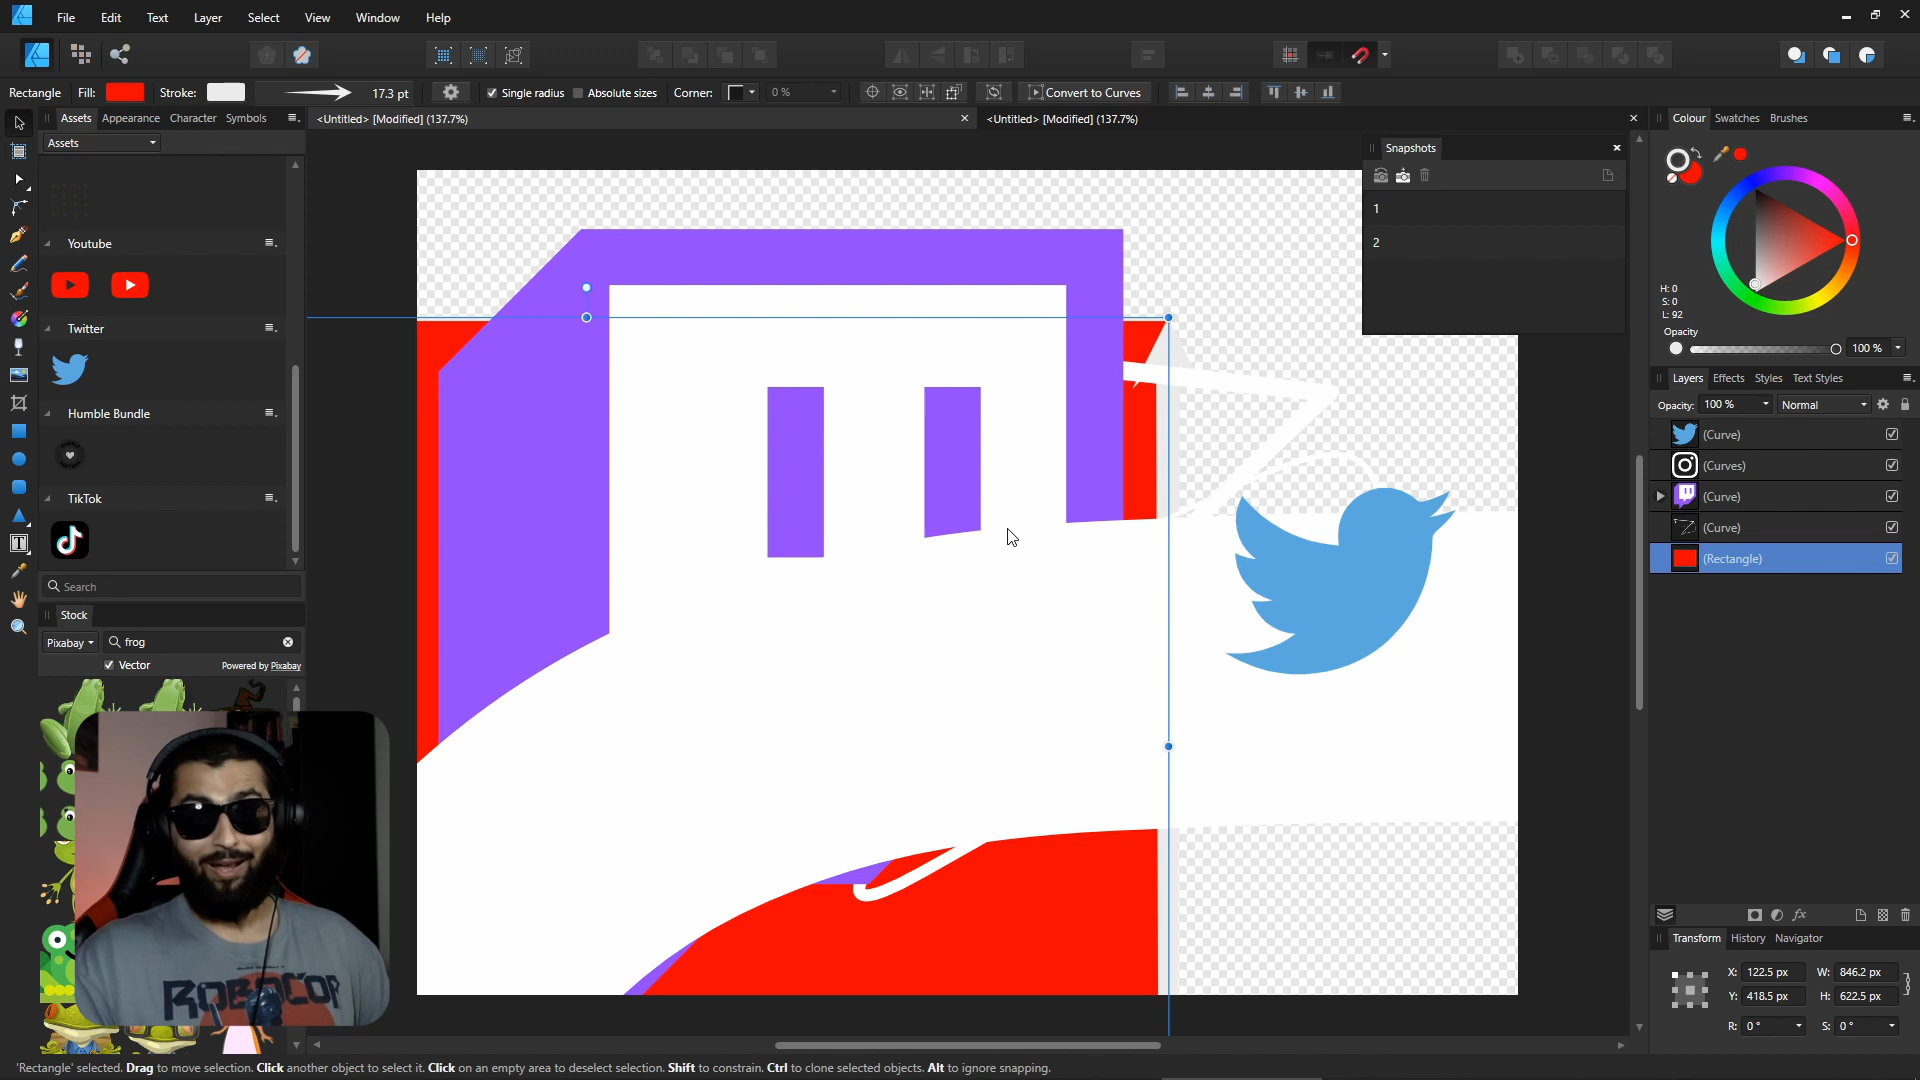 File Edit Text Layer Select View Window Help
Rectangle Fill: Stroke: 17.3 pt Single radius Absolute sizes Corner: 0 % Convert to Curves
Assets Appearance Character Symbols
Assets
Youtube
Twitter
Humble Bundle
TikTok
Search
Stock
Pixabay frog
Vector Powered by Pixabay
<Untitled> [Modified] (137.7%)
<Untitled> [Modified] (137.7%)
Snapshots
1
2
Colour Swatches Brushes
H: 0
S: 0
L: 92
Opacity
100 %
Layers Effects Styles Text Styles
Opacity: 100 % Normal
(Curve)
(Curves)
(Curve)
(Curve)
(Rectangle)
Transform History Navigator
X: 122.5 px W: 846.2 px
Y: 418.5 px H: 622.5 px
R: 0 ° S: 0 °
ROBOCOP
'Rectangle' selected. Drag to move selection. Click another object to select it. Click on an empty area to deselect selection. Shift to constrain. Ctrl to clone selected objects. Alt to ignore snapping.